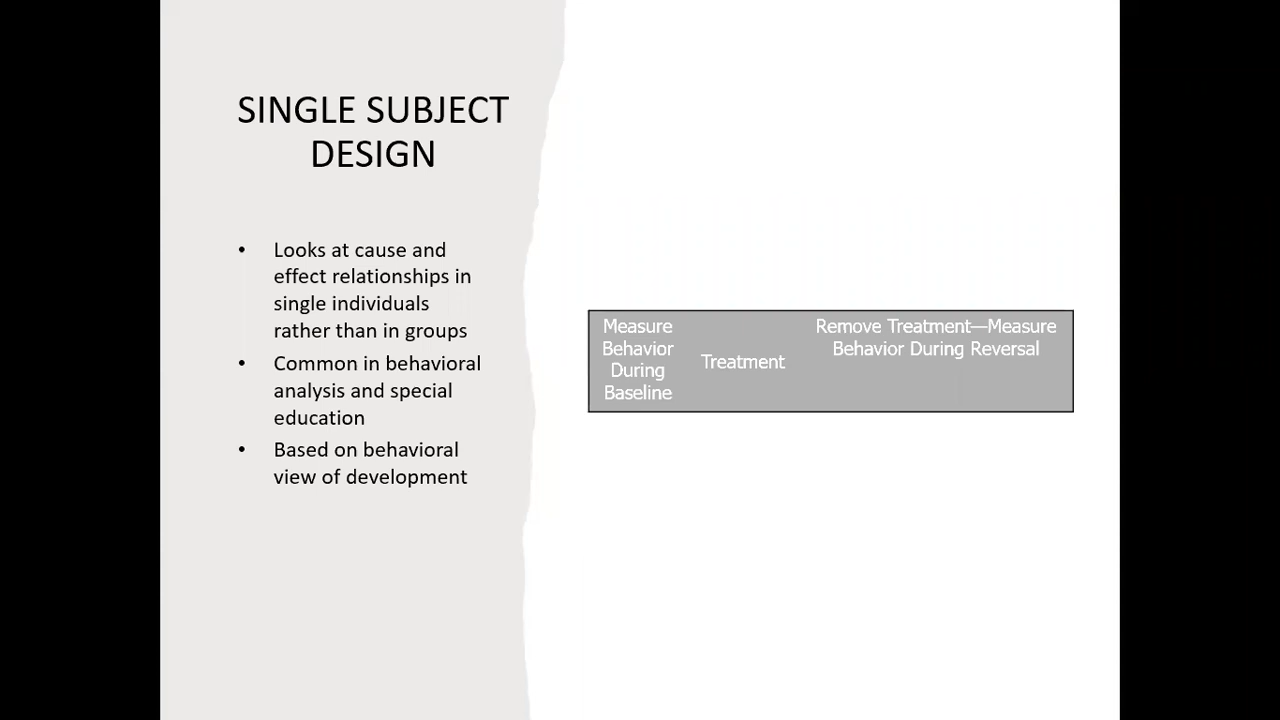 SINGLE SUBJECT
DESIGN
• Looks at cause and
effect relationships in
single individuals
rather than in groups
• Common in behavioral
analysis and special
education
• Based on behavioral
view of development
Measure
Behavior
During
Baseline
Treatment
Remove Treatment—Measure
Behavior During Reversal